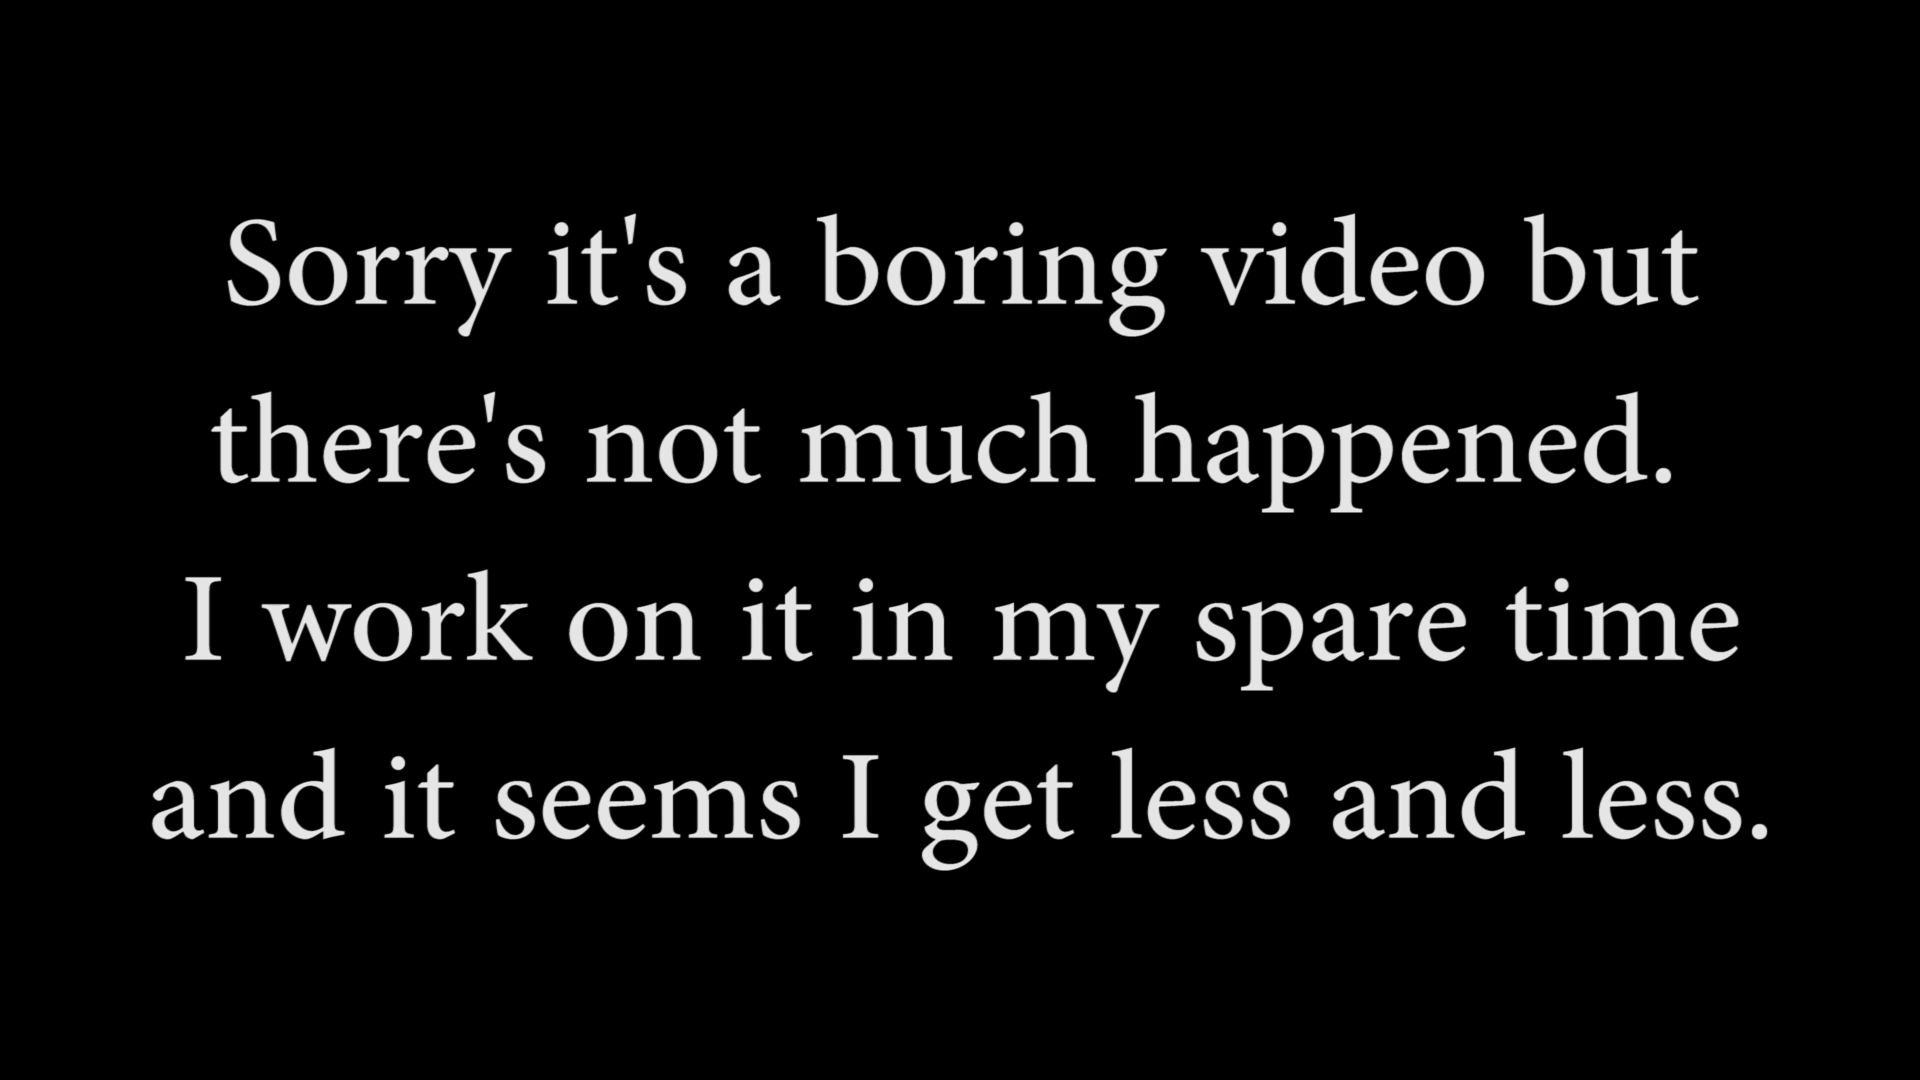 Sorry it's a boring video but
there's not much happened.
I work on it in my spare time
and it seems I get less and less.